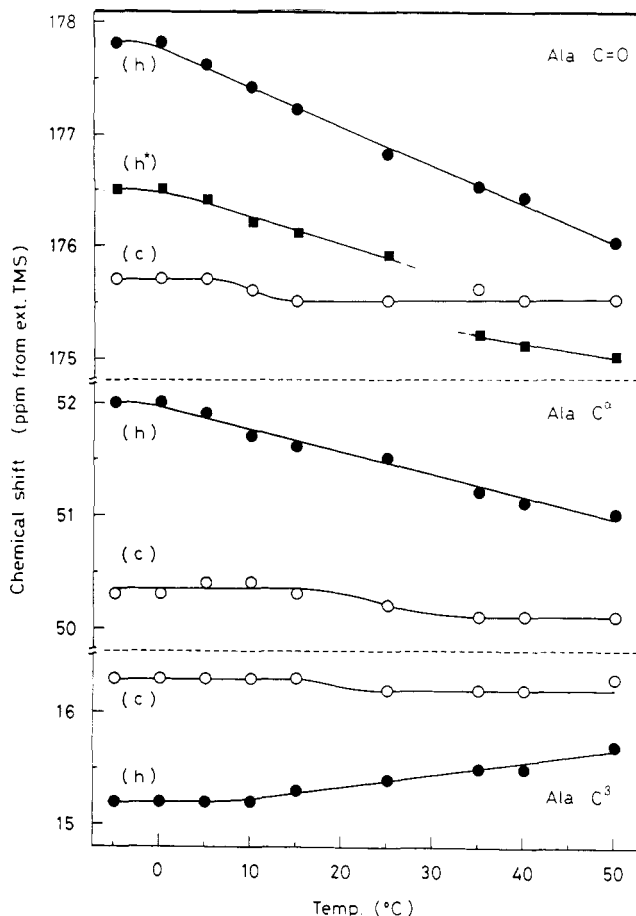 178
Ala C=O
(h)
177
(h*)
176
(c)
175
52
Ala Cα
(h)
51
(c)
50
Chemical shift (ppm from ext. TMS)
16
(c)
(h)
15
Ala C³
0
10
20
30
40
50
Temp. (°C)